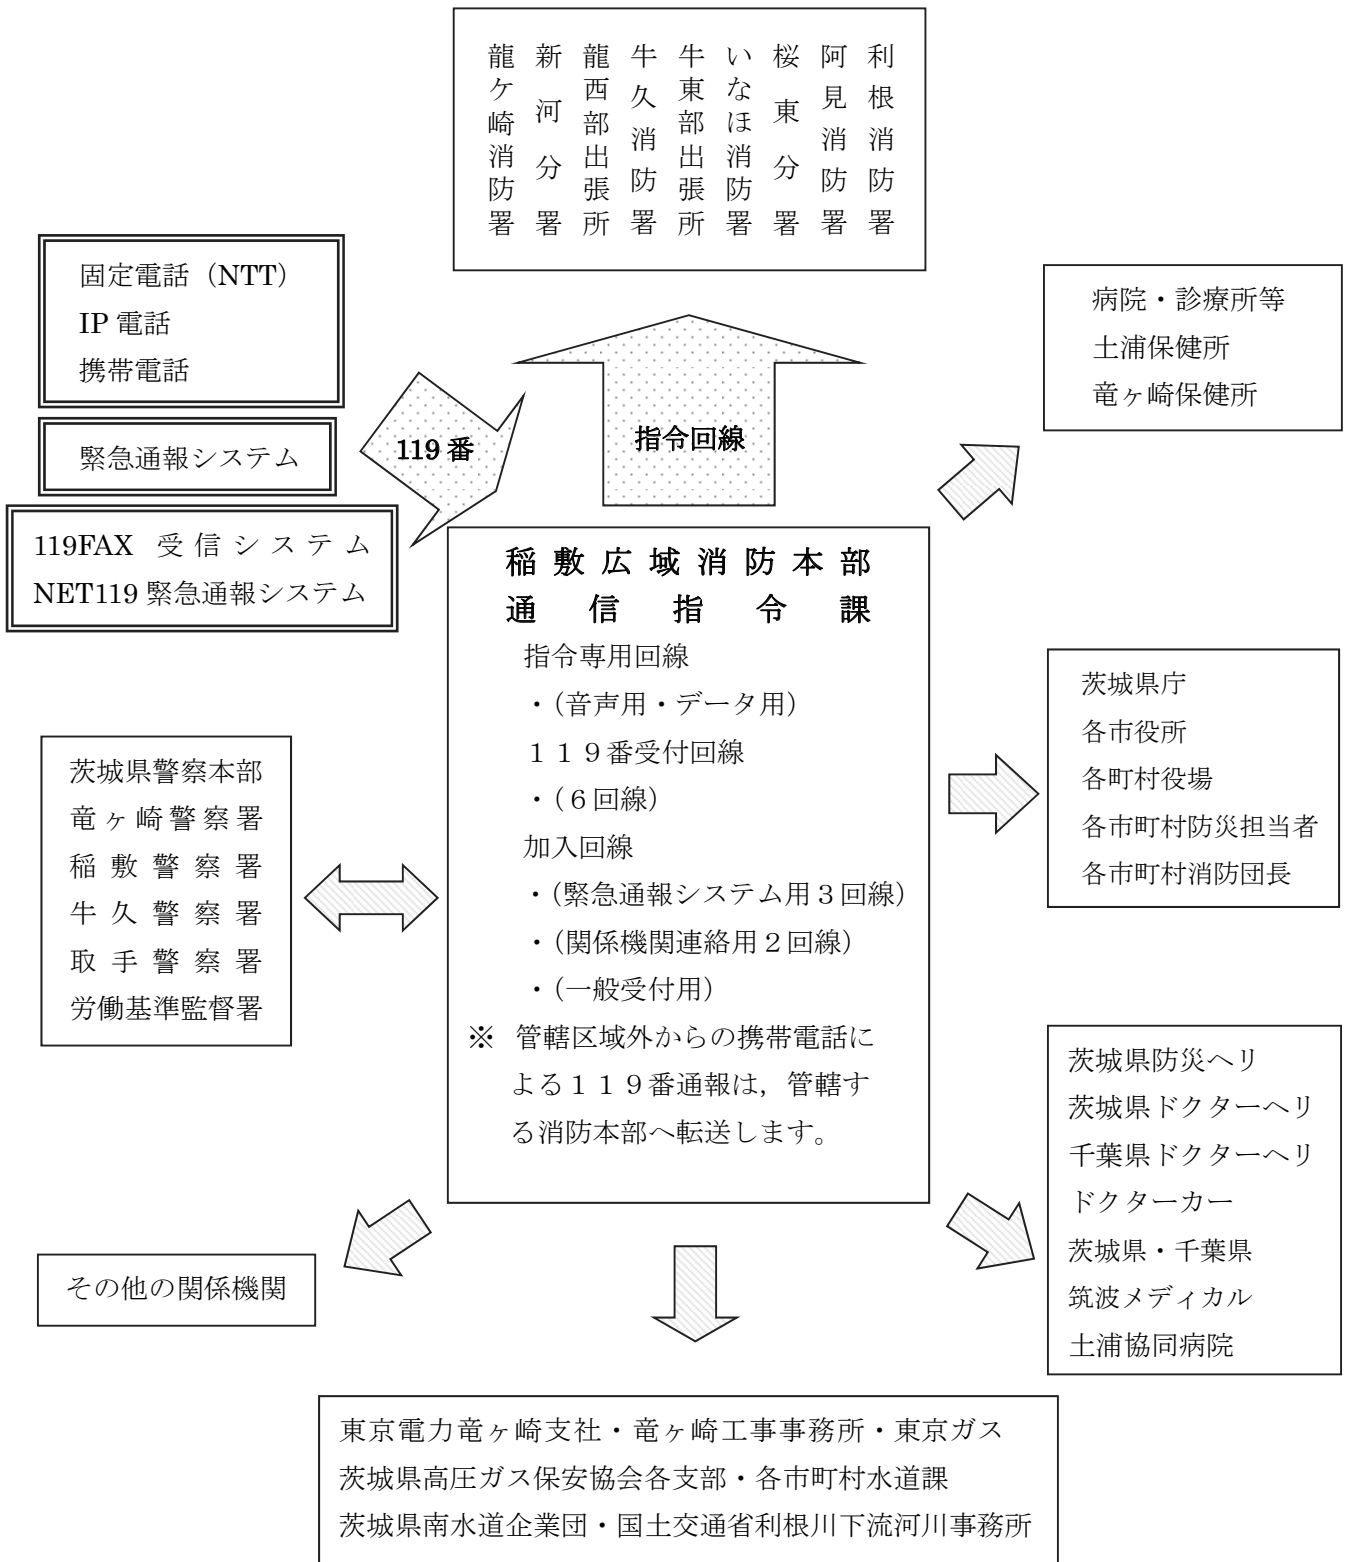 龍ケ崎消防署
新河分署
龍西部出張所
牛久消防署
牛東部出張所
いなほ消防署
桜東分署
阿見消防署
利根消防署
固定電話（NTT）
IP 電話
携帯電話
緊急通報システム
119FAX 受信システム
NET119 緊急通報システム
119 番
指令回線
病院・診療所等
土浦保健所
竜ヶ崎保健所
稲敷広域消防本部
通信指令課
指令専用回線
・（音声用・データ用）
１１９番受付回線
・（６回線）
加入回線
・（緊急通報システム用３回線）
・（関係機関連絡用２回線）
・（一般受付用）
※ 管轄区域外からの携帯電話に
よる１１９番通報は，管轄す
る消防本部へ転送します。
茨城県警察本部
竜ヶ崎警察署
稲敷警察署
牛久警察署
取手警察署
労働基準監督署
茨城県庁
各市役所
各町村役場
各市町村防災担当者
各市町村消防団長
茨城県防災ヘリ
茨城県ドクターヘリ
千葉県ドクターヘリ
ドクターカー
茨城県・千葉県
筑波メディカル
土浦協同病院
その他の関係機関
東京電力竜ヶ崎支社・竜ヶ崎工事事務所・東京ガス
茨城県高圧ガス保安協会各支部・各市町村水道課
茨城県南水道企業団・国土交通省利根川下流河川事務所